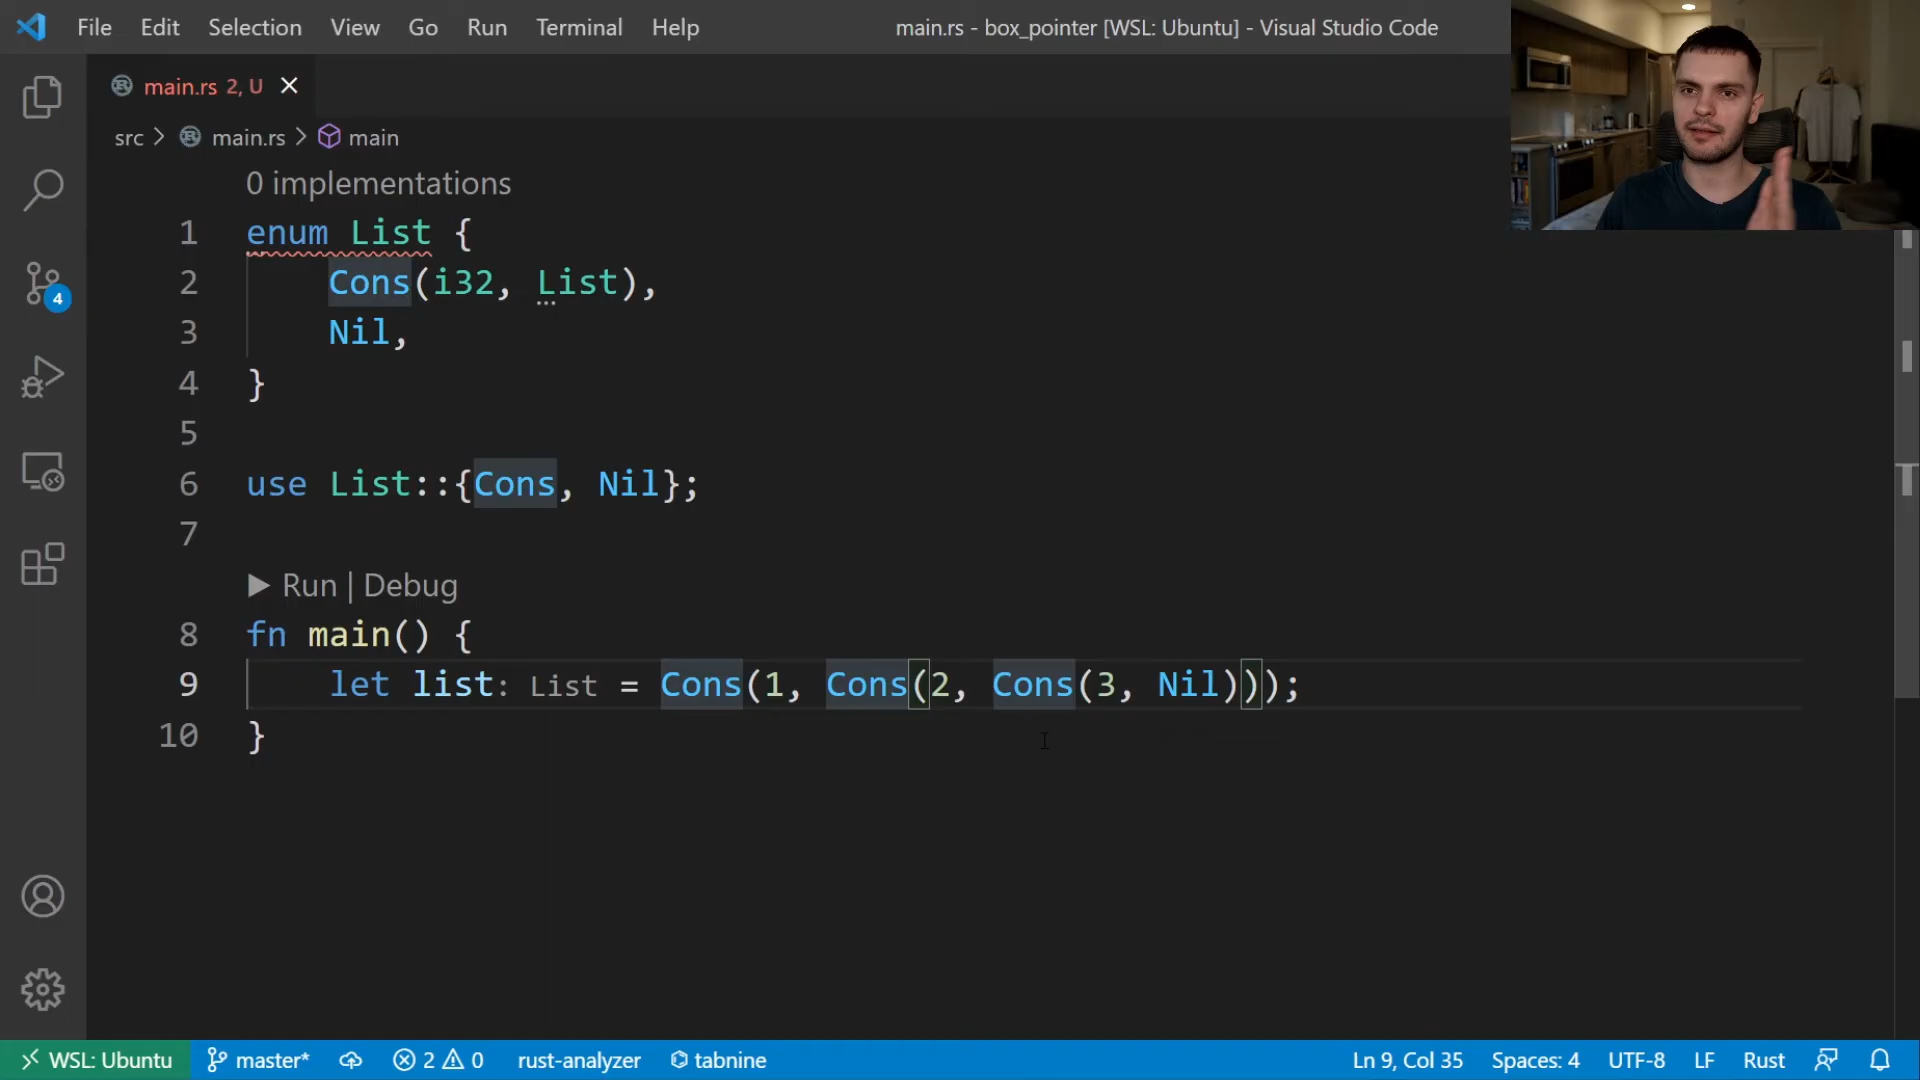 File Edit Selection View Go Run Terminal Help main.rs - box_pointer [WSL: Ubuntu] - Visual Studio Code
main.rs 2, U
src > main.rs > main
0 implementations
1 enum List {
2 Cons(i32, List),
3 Nil,
4 }
5
6 use List::{Cons, Nil};
7
Run | Debug
8 fn main() {
9 let list: List = Cons(1, Cons(2, Cons(3, Nil)));
10 }
4
WSL: Ubuntu master* 2 0 rust-analyzer tabnine Ln 9, Col 35 Spaces: 4 UTF-8 LF Rust